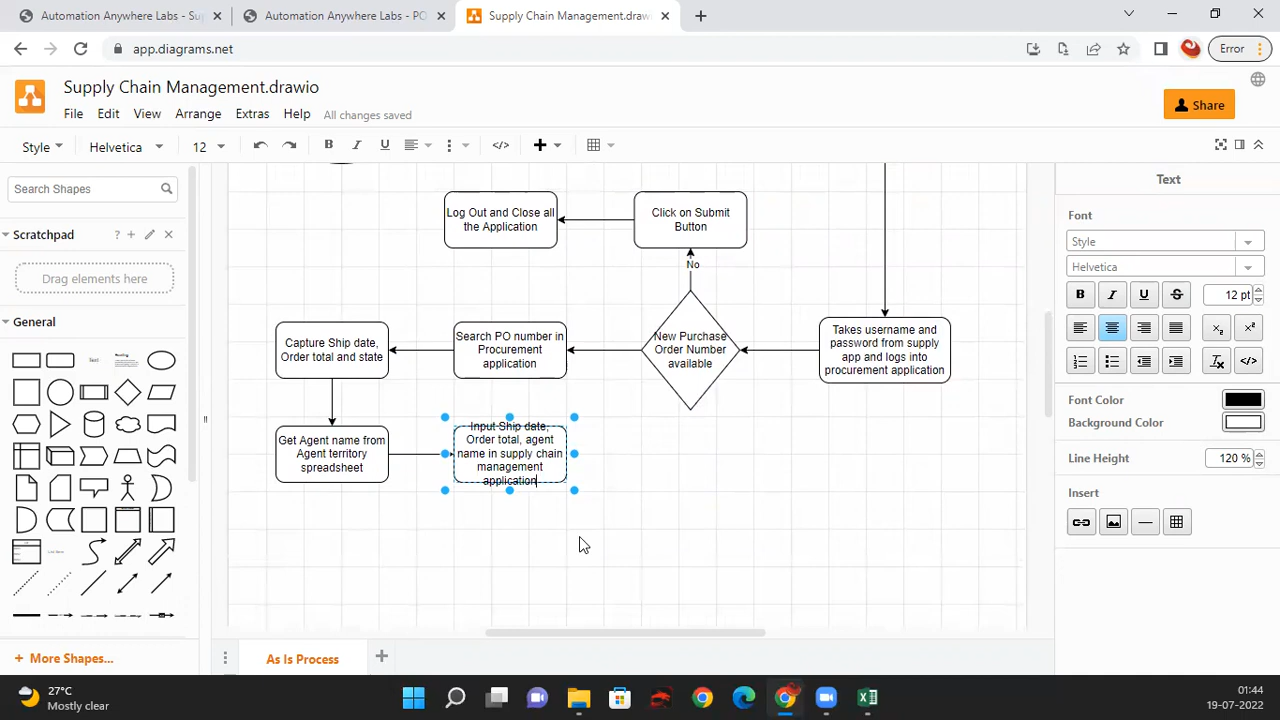 Automation Anywhere Labs - Sup
Automation Anywhere Labs - PO
Supply Chain Management.drawi
app.diagrams.net
Error
Supply Chain Management.drawio
File Edit View Arrange Extras Help All changes saved
Share
Style Helvetica 12
Search Shapes
Scratchpad
Drag elements here
General
Text
More Shapes...
Log Out and Close all
the Application
Click on Submit
Button
No
Capture Ship date,
Order total and state
Search PO number in
Procurement
application
New Purchase
Order Number
available
Takes username and
password from supply
app and logs into
procurement application
Get Agent name from
Agent territory
spreadsheet
Input Ship date,
Order total, agent
name in supply chain
management
application
As Is Process
Text
Font
Style
Helvetica
B I U S 12 pt
Font Color
Background Color
Line Height 120 %
Insert
27°C
Mostly clear
01:44
19-07-2022